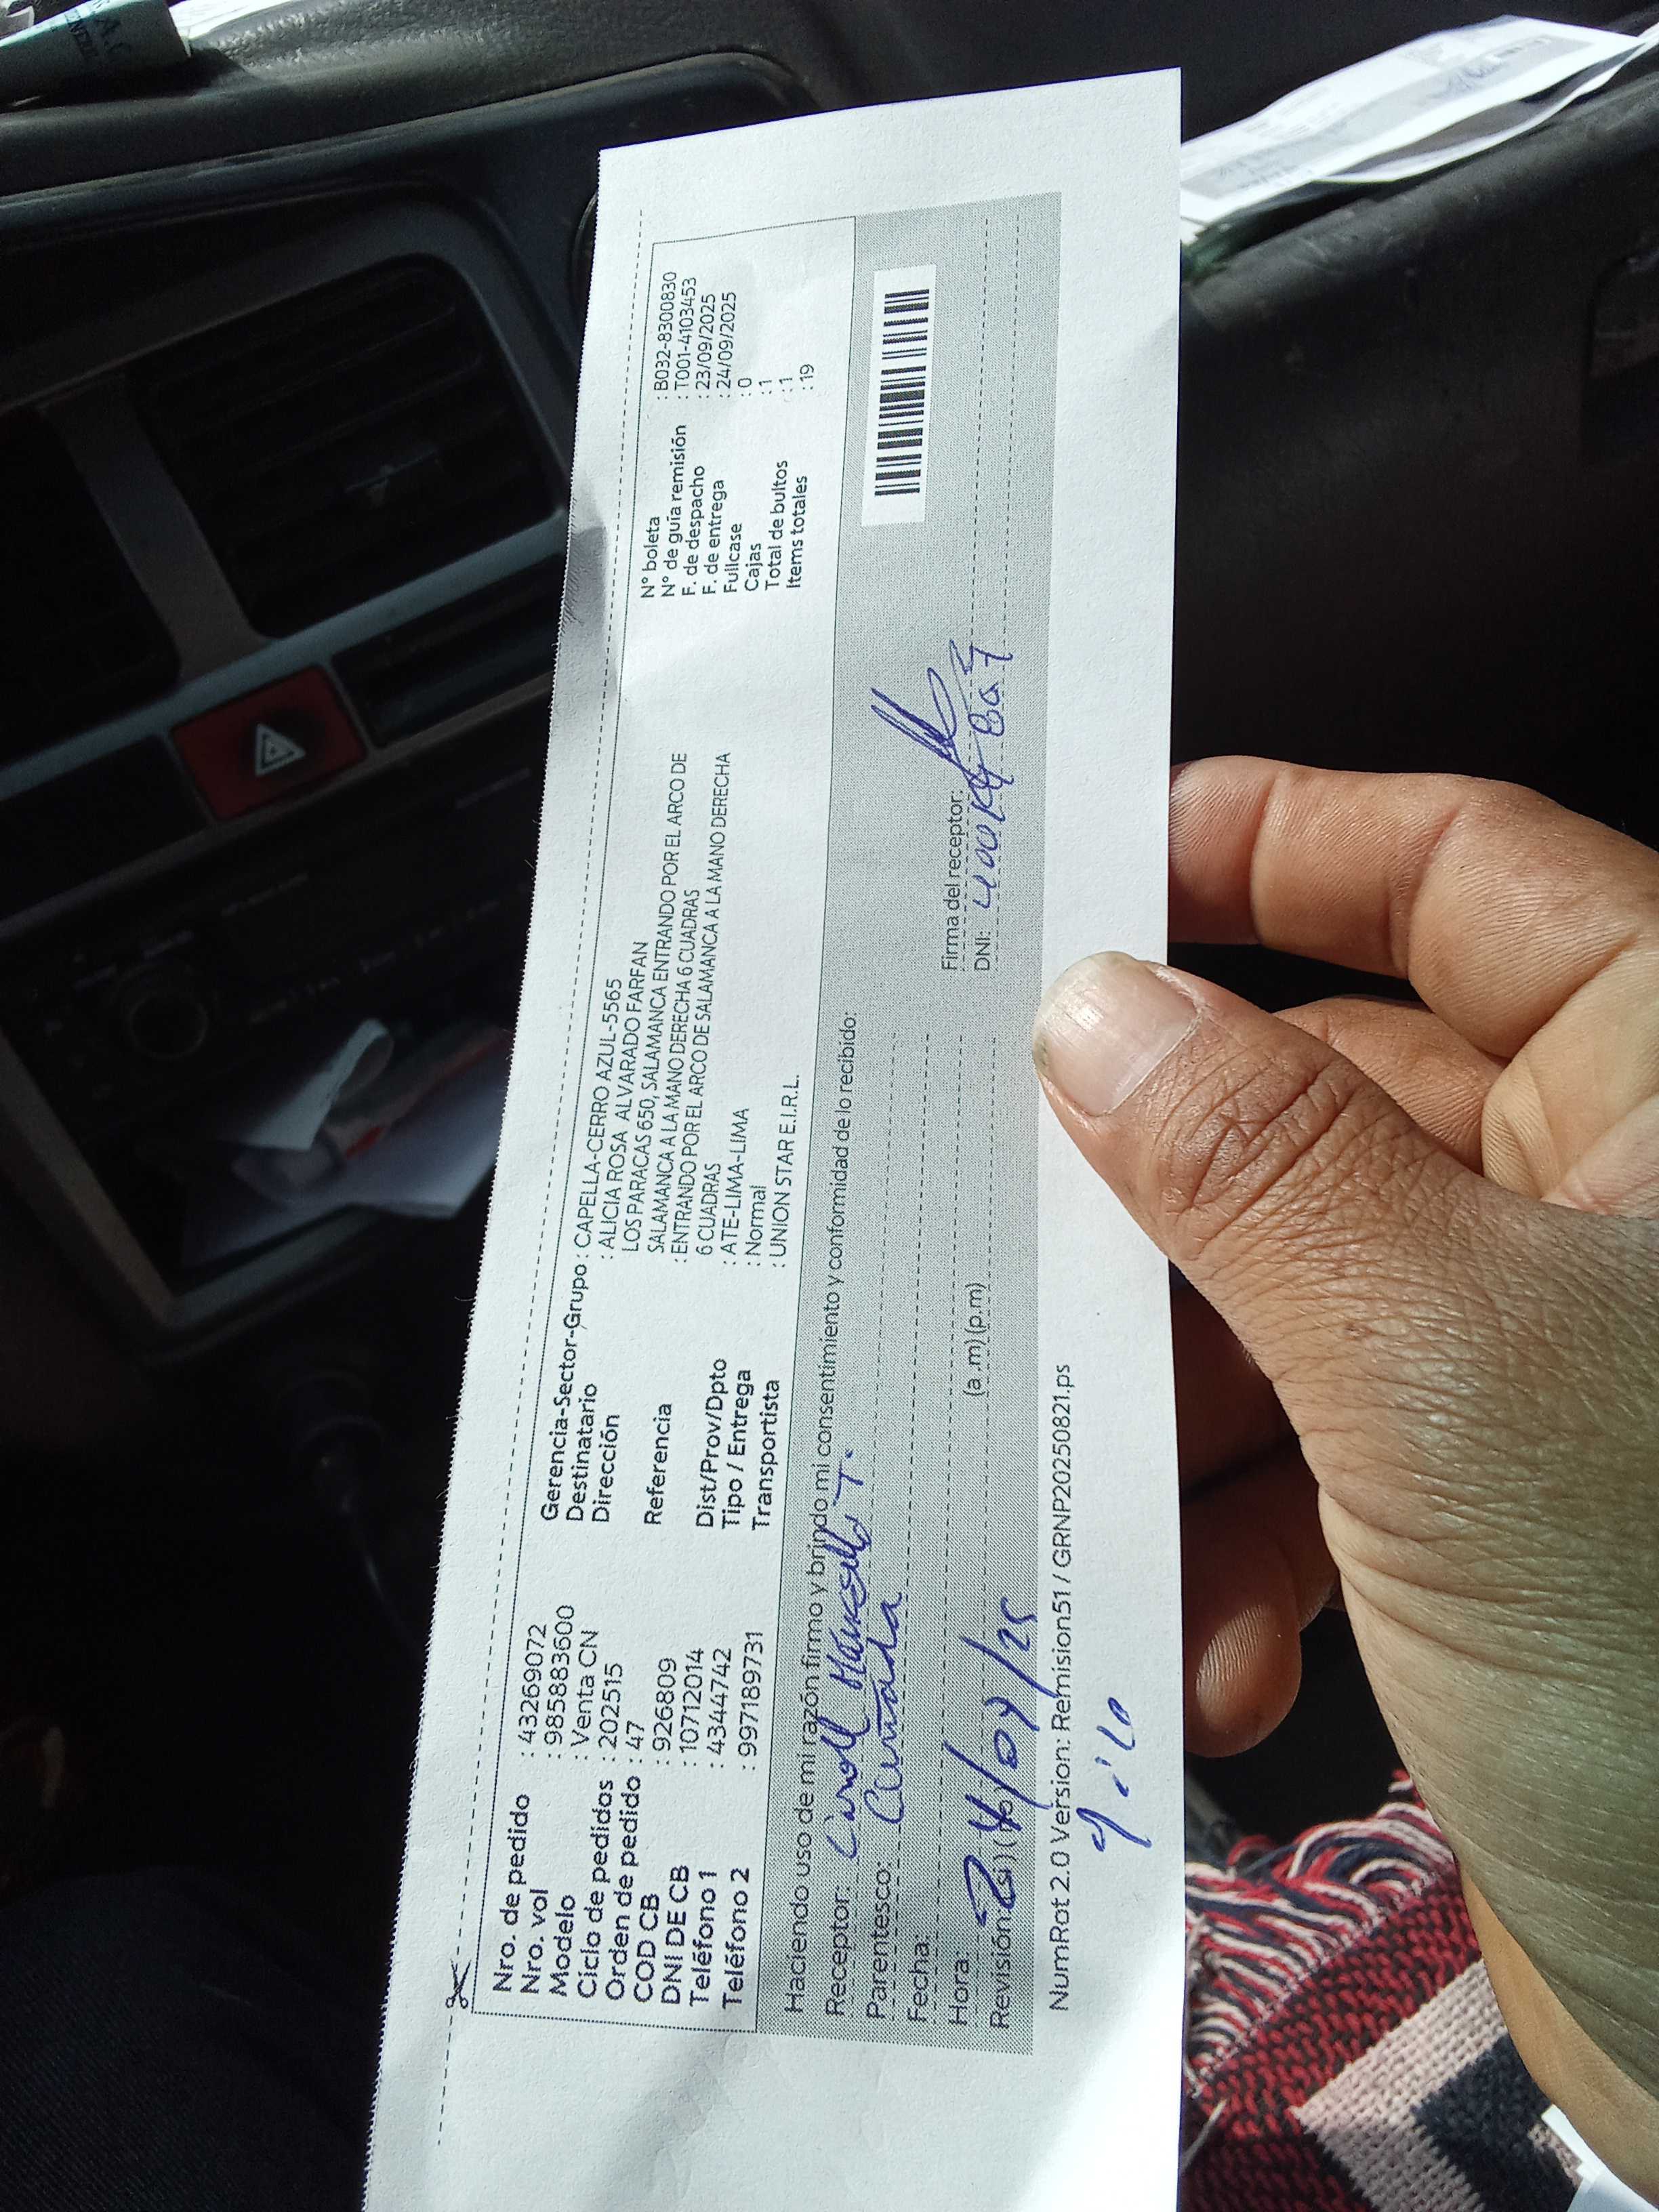 Nro. de pedido : 43269072
Nro. vol : 985883600
Modelo : Venta CN
Ciclo de pedidos : 202515
Orden de pedido : 47
COD CB : 926809
DNI DE CB : 10712014
Teléfono 1 : 4344742
Teléfono 2 : 997189731
Gerencia-Sector-Grupo : CAPELLA-CERRO AZUL-5565
Destinatario : ALICIA ROSA ALVARADO FARFAN
Dirección LOS PARACAS 650, SALAMANCA ENTRANDO POR EL ARCO DE
SALAMANCA A LA MANO DERECHA 6 CUADRAS
Referencia : ENTRANDO POR EL ARCO DE SALAMANCA A LA MANO DERECHA
6 CUADRAS
Dist/Prov/Dpto : ATE-LIMA-LIMA
Tipo / Entrega : Normal
Transportista : UNION STAR E.I.R.L.
N° boleta : B032-8300830
N° de guía remisión : T001-4103453
F. de despacho : 23/09/2025
F. de entrega : 24/09/2025
Fullcase : 0
Cajas : 1
Total de bultos : 1
Items totales : 19
Haciendo uso de mi razón firmo y brindo mi consentimiento y conformidad de lo recibido:
Receptor: T.
Parentesco: Cuñada
Fecha: 24/09/25
Hora: (a .m) (p.m)
Revisión: (si)
Firma del receptor:
DNI:
NumRot 2.0 Version: Remision51 / GRNP20250821.ps